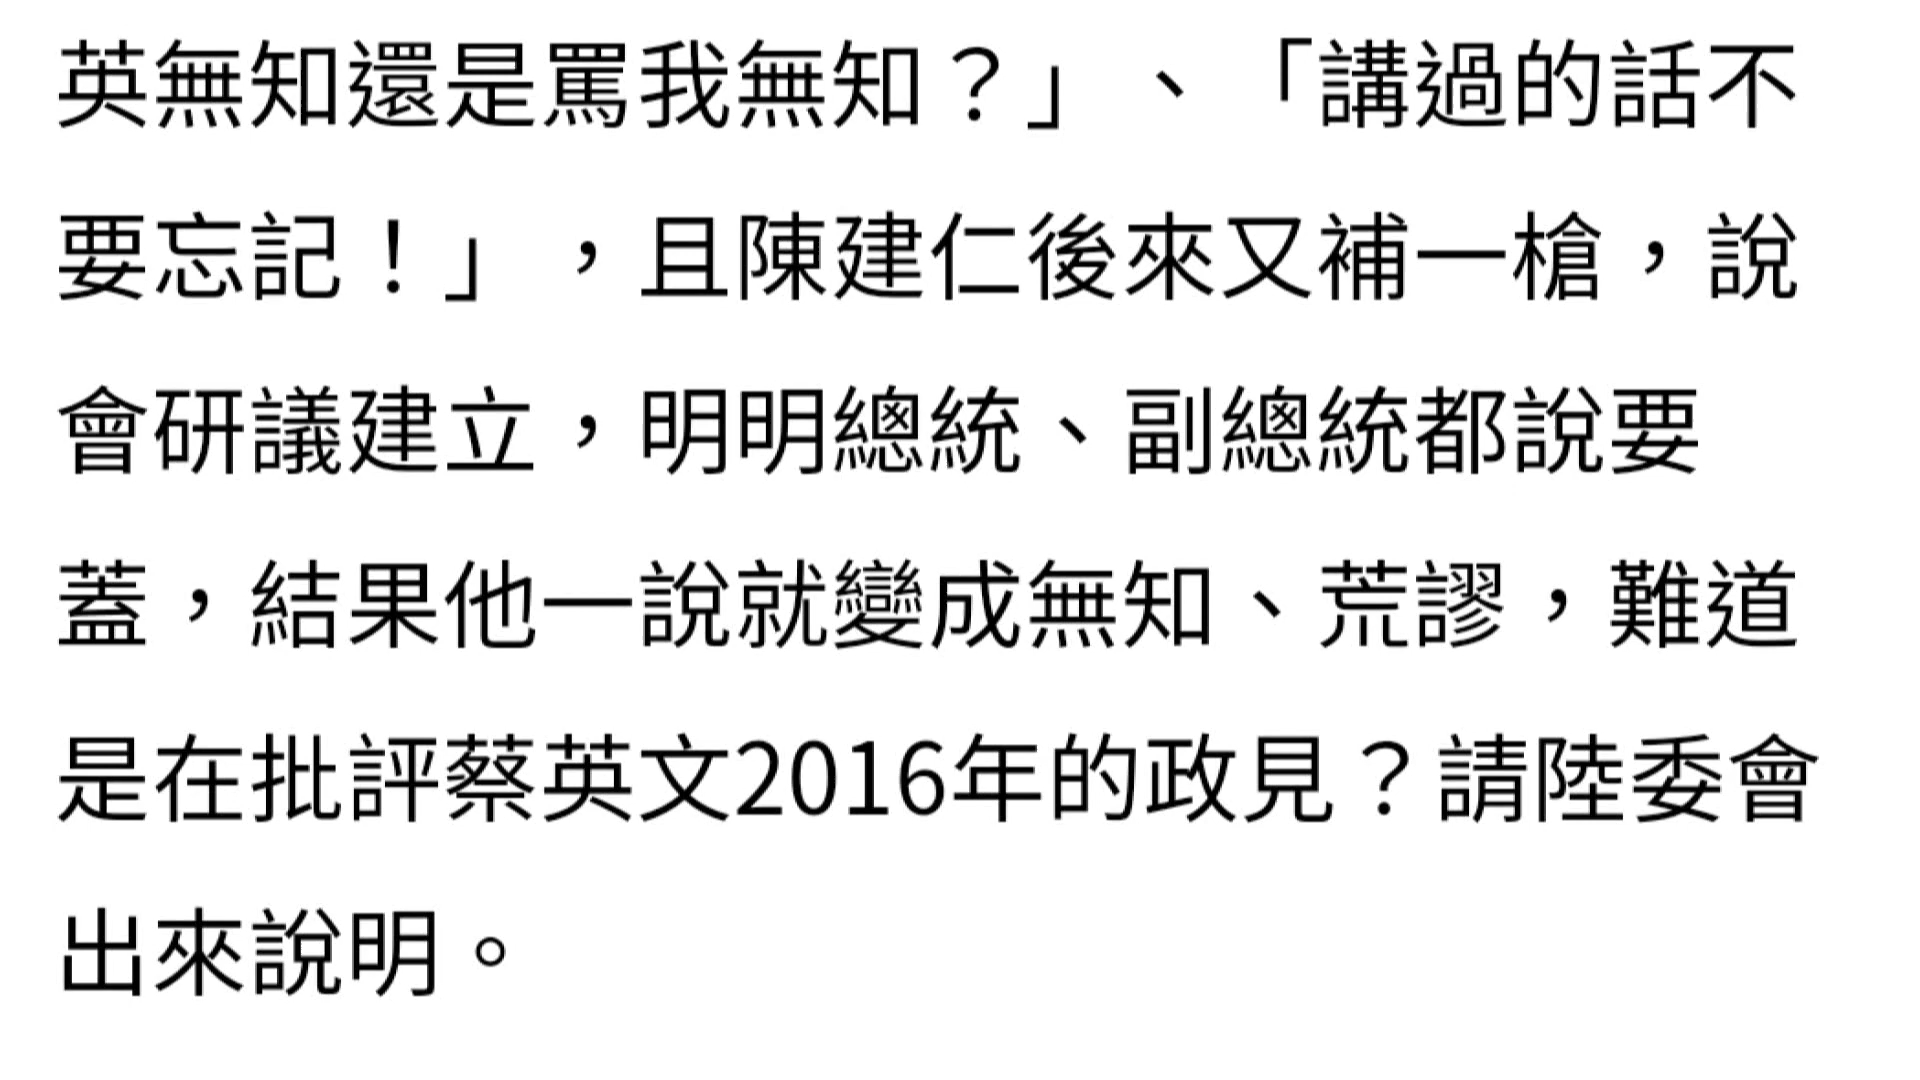 英無知還是罵我無知？」、「講過的話不
要忘記！」，且陳建仁後來又補一槍，說
會研議建立，明明總統、副總統都說要
蓋，結果他一說就變成無知、荒謬，難道
是在批評蔡英文2016年的政見？請陸委會
出來說明。